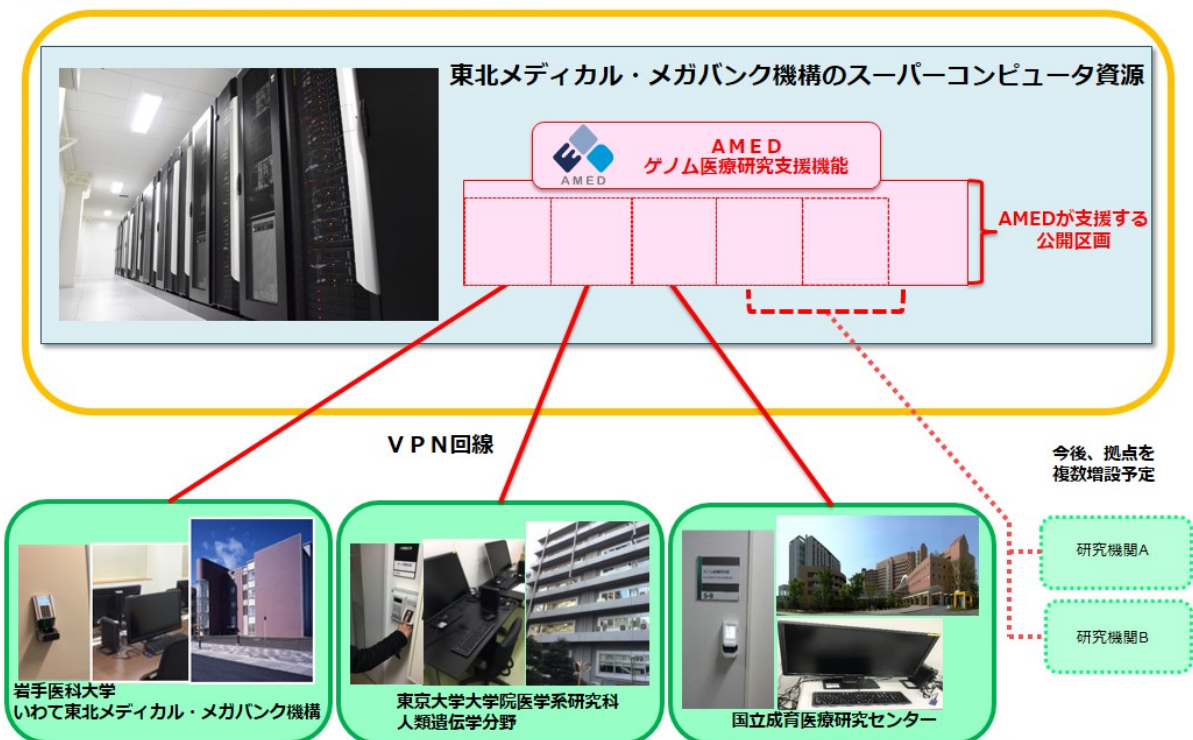 東北メディカル・メガバンク機構のスーパーコンピュータ資源
AMED
ゲノム医療研究支援機能
AMED
AMEDが支援する
公開区画
VPN回線
今後、拠点を
複数増設予定
研究機関A
研究機関B
岩手医科大学
いわて東北メディカル・メガバンク機構
東京大学大学院医学系研究科
人類遺伝学分野
国立成育医療研究センター